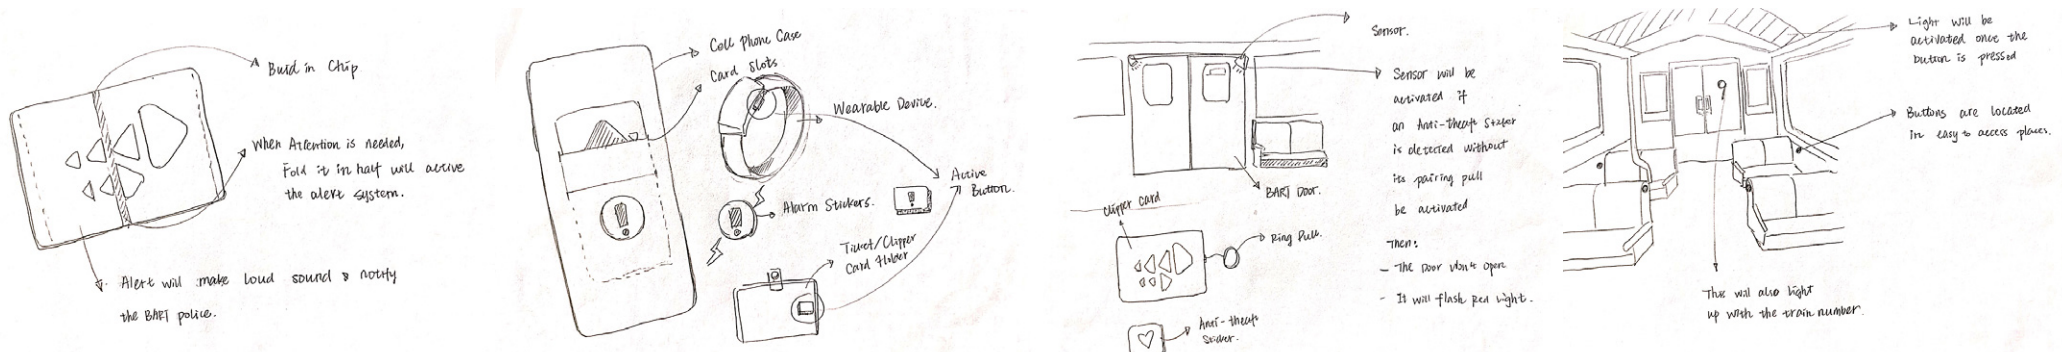 Buid in Chip
When Attention is needed,
Fold it in half will active
the alert system.
Alert will make loud sound & notify
the BART police.
Cell Phone Case
Card Slots
Wearable Device.
Active
Button.
Alarm Stickers.
Ticket/Clipper
Card Holder
Sensor.
Sensor will be
activated if
an Anti-theft Sticker
is detected without
its pairing pull
be activated
Then:
- The Door won't open
- It will flash Red Light.
BART Door.
Clipper Card
Ring Pull.
Anti-theft
Sticker.
Light will be
activated once the
button is pressed
Buttons are located
in easy to access places.
This will also light
up with the train number.